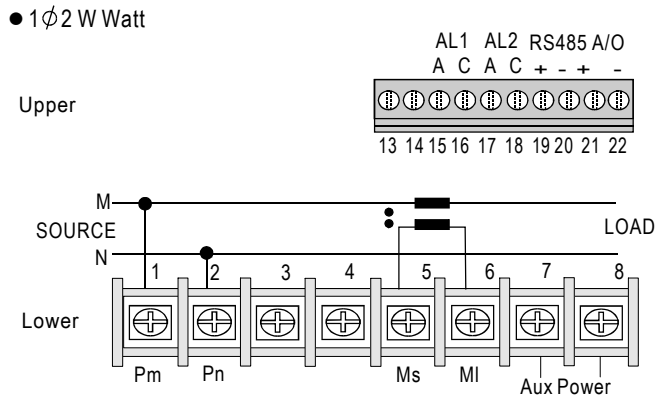 ● 1φ2 W Watt
AL1 AL2 RS485 A/O
A C A C + - + -
Upper
13 14 15 16 17 18 19 20 21 22
M
SOURCE LOAD
N
1 2 3 4 5 6 7 8
Lower
Pm Pn Ms Ml Aux Power